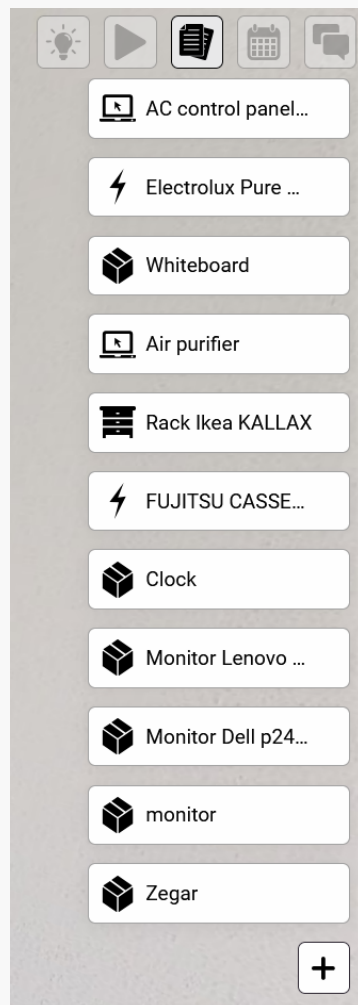 AC control panel...
Electrolux Pure ...
Whiteboard
Air purifier
Rack Ikea KALLAX
FUJITSU CASSE...
Clock
Monitor Lenovo ...
Monitor Dell p24...
monitor
Zegar